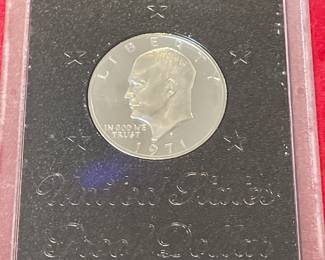 LIBERTY
IN GOD WE
TRUST
S
1971
United States
Proof Dollar